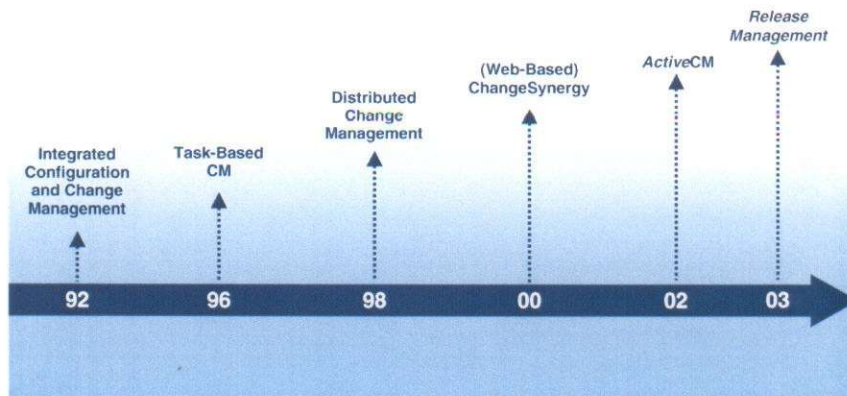 Integrated
Configuration
and Change
Management
Task-Based
CM
Distributed
Change
Management
(Web-Based)
ChangeSynergy
ActiveCM
Release
Management
92
96
98
00
02
03